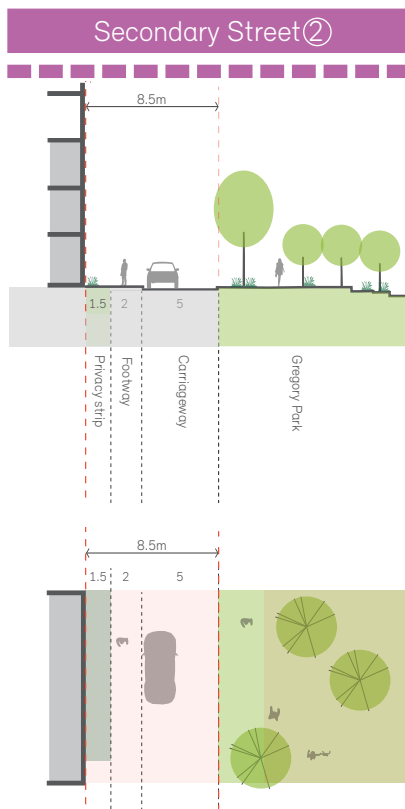 Secondary Street②
8.5m
1.5 2 5
Privacy strip
Footway
Carriageway
Gregory Park
8.5m
1.5 2 5